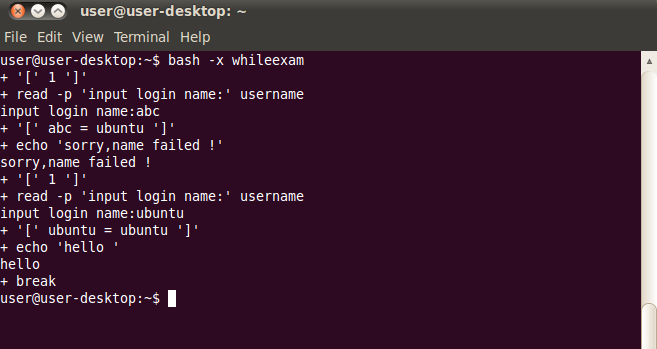 user@user-desktop: ~
File Edit View Terminal Help
user@user-desktop:~$ bash -x whileexam
+ '[' 1 ']'
+ read -p 'input login name:' username
input login name:abc
+ '[' abc = ubuntu ']'
+ echo 'sorry,name failed !'
sorry,name failed !
+ '[' 1 ']'
+ read -p 'input login name:' username
input login name:ubuntu
+ '[' ubuntu = ubuntu ']'
+ echo 'hello '
hello
+ break
user@user-desktop:~$